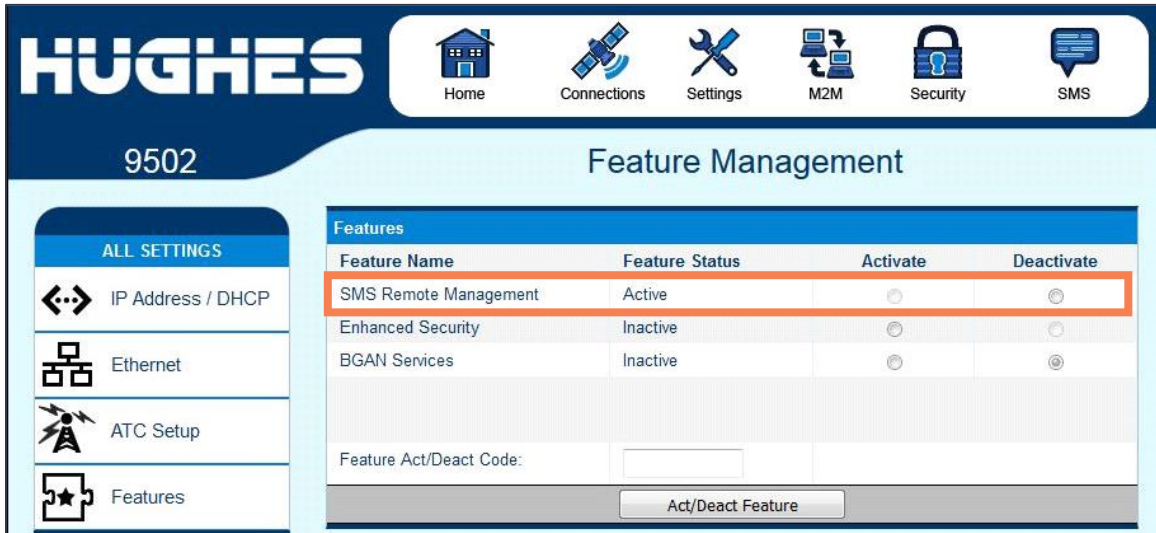 HUGHES
Home Connections Settings M2M Security SMS
9502
Feature Management
ALL SETTINGS
IP Address / DHCP
Ethernet
ATC Setup
Features
Features
Feature Name Feature Status Activate Deactivate
SMS Remote Management Active
Enhanced Security Inactive
BGAN Services Inactive
Feature Act/Deact Code:
Act/Deact Feature